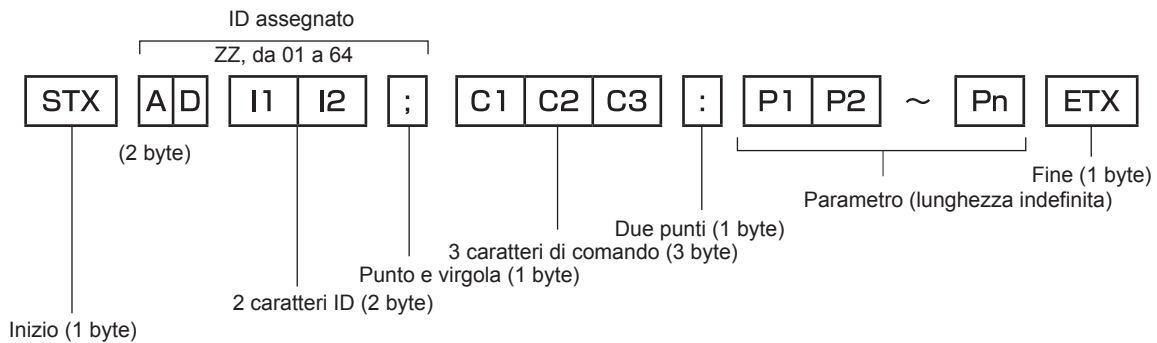 ID assegnato
ZZ, da 01 a 64
STX A D I1 I2 ; C1 C2 C3 : P1 P2 ~ Pn ETX
(2 byte)
Fine (1 byte)
Parametro (lunghezza indefinita)
Due punti (1 byte)
3 caratteri di comando (3 byte)
Punto e virgola (1 byte)
2 caratteri ID (2 byte)
Inizio (1 byte)